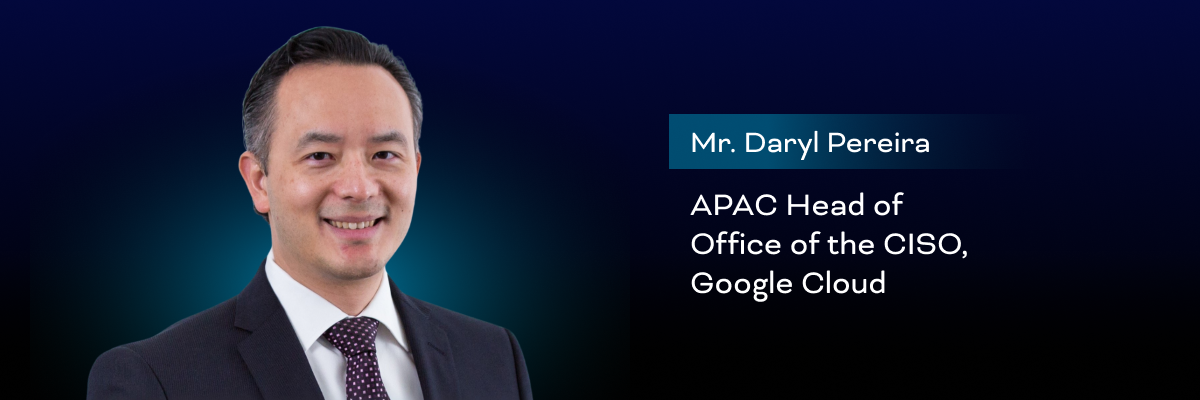 Mr. Daryl Pereira
APAC Head of
Office of the CISO,
Google Cloud